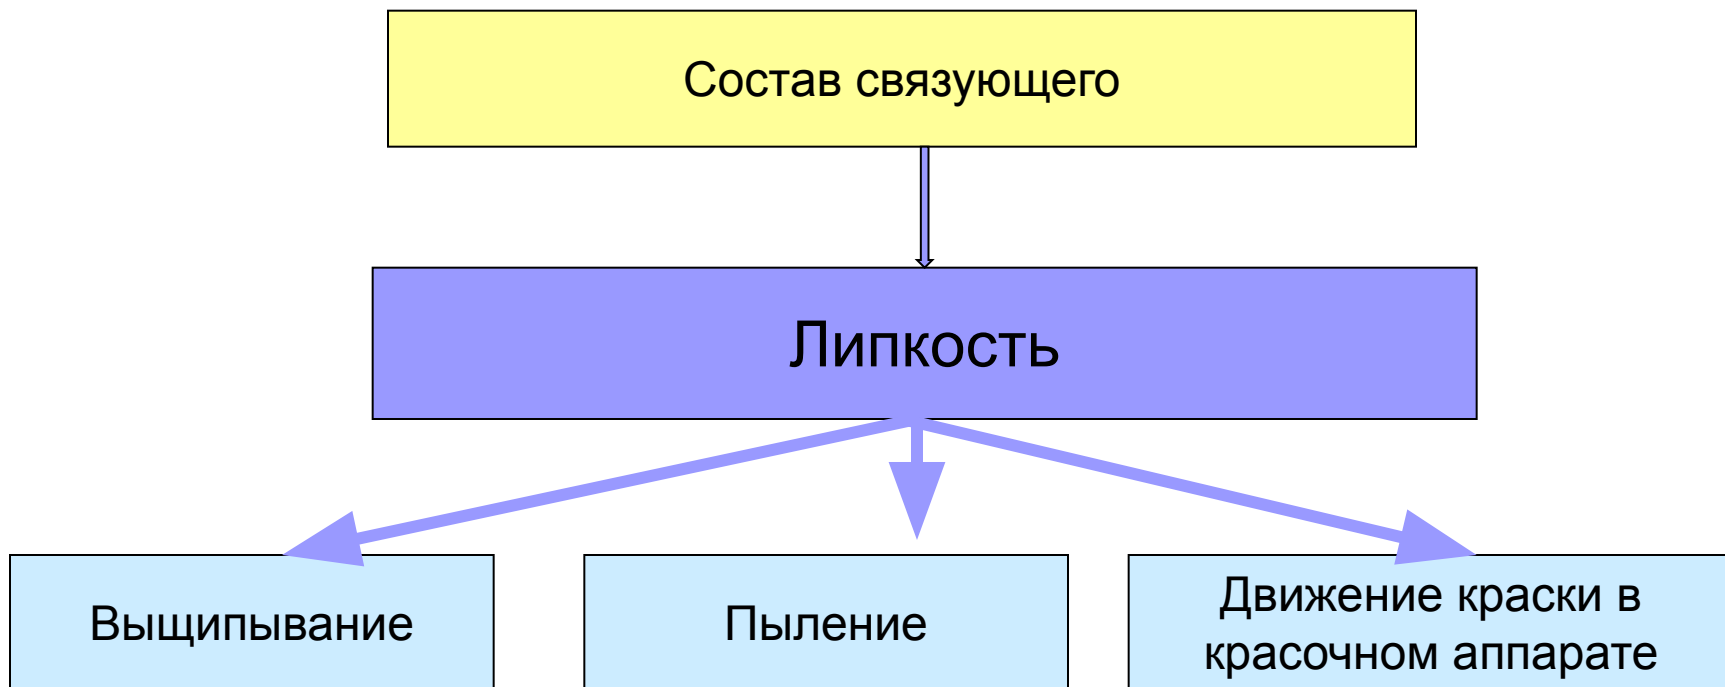 Состав связующего
Липкость
Выщипывание
Пыление
Движение краски в
красочном аппарате